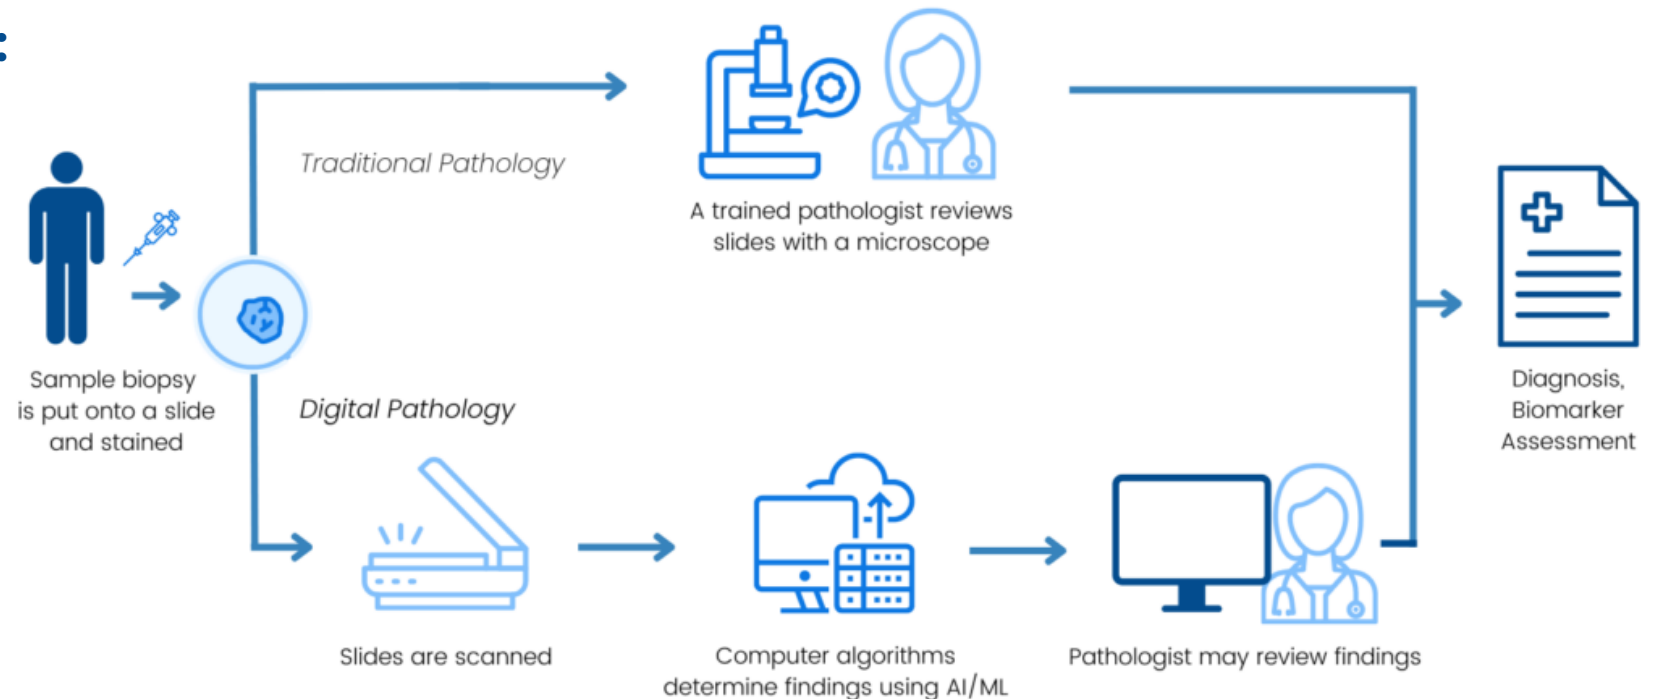 :
Traditional Pathology
A trained pathologist reviews
slides with a microscope
Sample biopsy
is put onto a slide
and stained
Digital Pathology
Diagnosis,
Biomarker
Assessment
Slides are scanned
Computer algorithms
determine findings using AI/ML
Pathologist may review findings